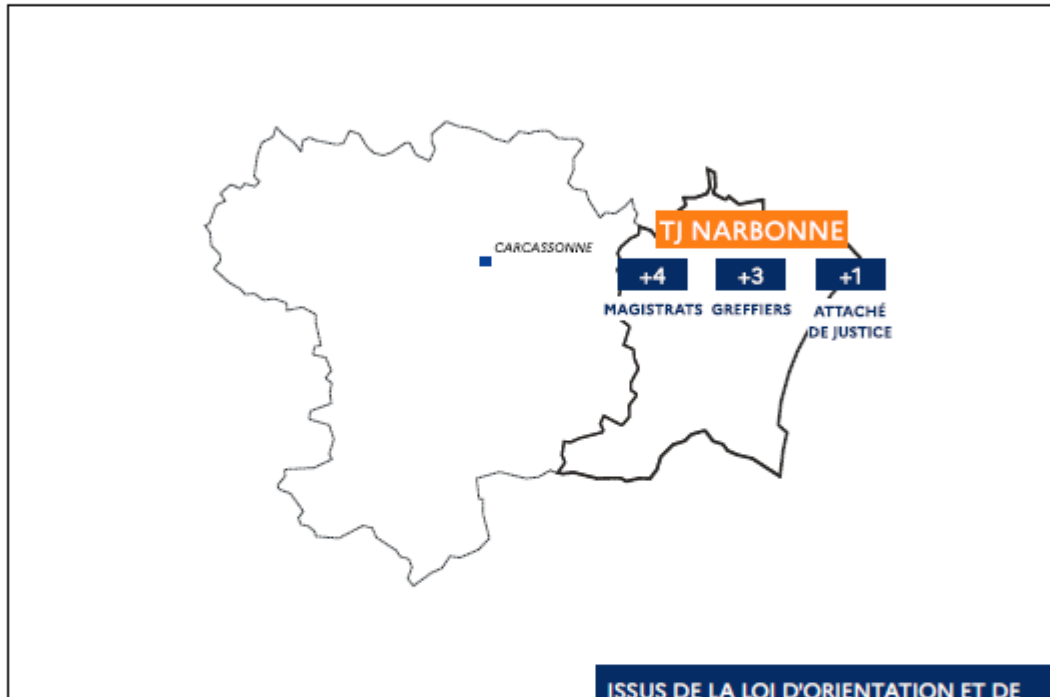 CARCASSONNE
TJ NARBONNE
+4
+3
+1
MAGISTRATS
GREFFIERS
ATTACHÉ
DE JUSTICE
ISSUS DE LA LOI D'ORIENTATION ET DE